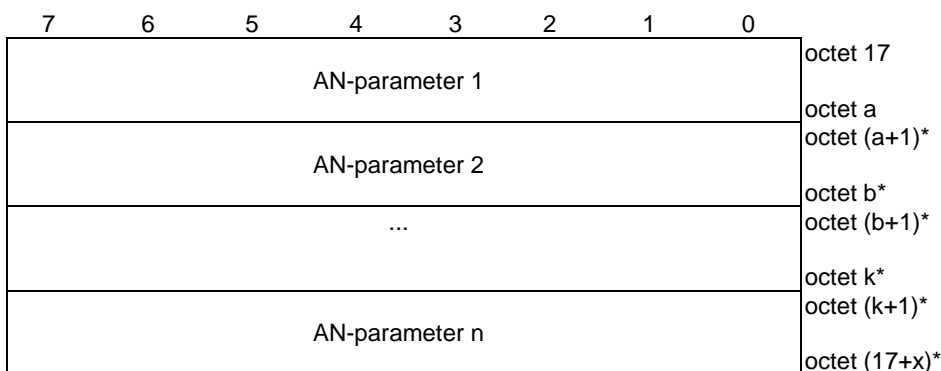 7 6 5 4 3 2 1 0
octet 17
AN-parameter 1
octet a
octet (a+1)*
AN-parameter 2
octet b*
... octet (b+1)*
octet k*
octet (k+1)*
AN-parameter n
octet (17+x)*